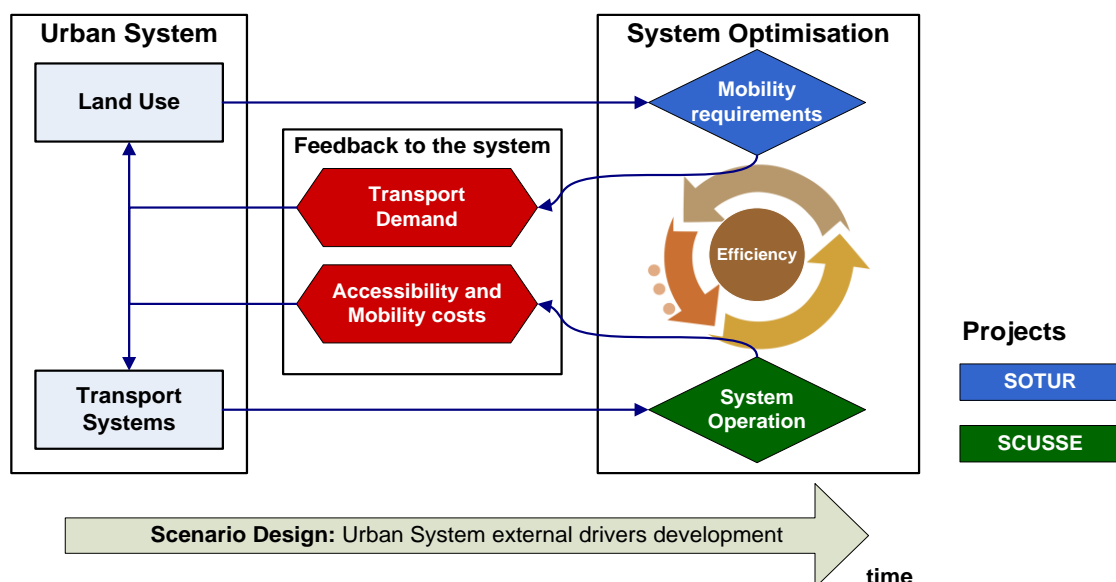 Urban System
Land Use
Transport
Systems
Feedback to the system
Transport
Demand
Accessibility and
Mobility costs
System Optimisation
Mobility
requirements
Efficiency
System
Operation
Projects
SOTUR
SCUSSE
Scenario Design: Urban System external drivers development
time